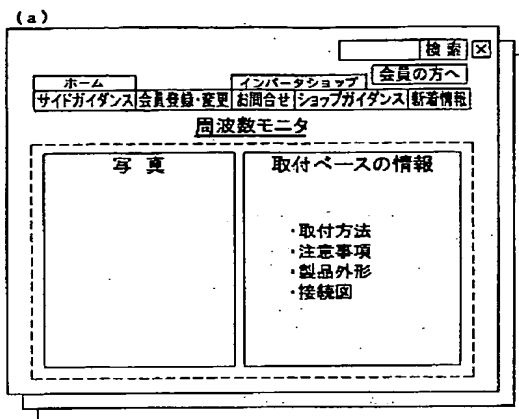 (a)
検索 ☒
ホーム インバータショップ 会員の方へ
サイドガイダンス 会員登録・変更 お問合せ ショップガイダンス 新着情報
周波数モニタ
写真 取付ベースの情報
・取付方法
・注意事項
・製品外形
・接続図